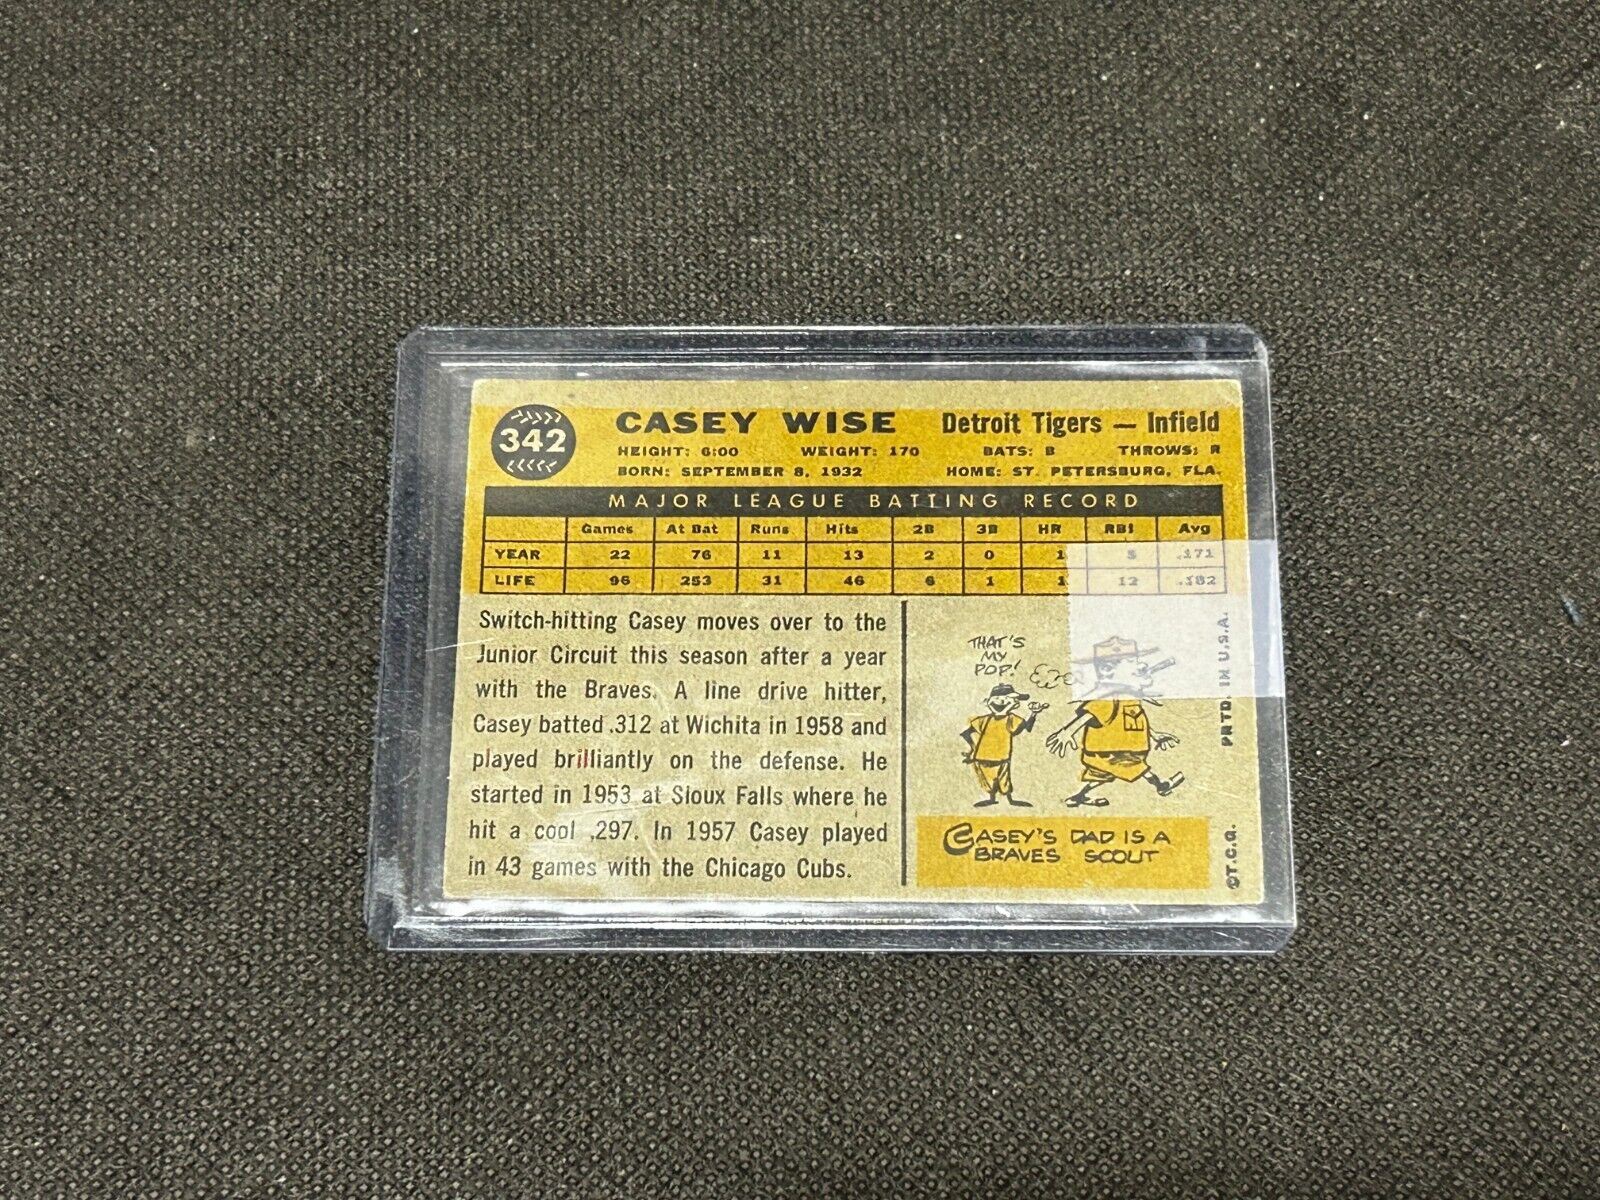 342
CASEY WISE Detroit Tigers — Infield
HEIGHT: 6:00 WEIGHT: 170 BATS: B THROWS: R
BORN: SEPTEMBER 8, 1932 HOME: ST. PETERSBURG, FLA.
MAJOR LEAGUE BATTING RECORD
Games At Bat Runs Hits 2B 3B HR RBI Avg
YEAR 22 76 11 13 2 0 1 .171
LIFE 96 253 31 46 6 1 1 12 .182
Switch-hitting Casey moves over to the
Junior Circuit this season after a year
with the Braves. A line drive hitter,
Casey batted .312 at Wichita in 1958 and
played brilliantly on the defense. He
started in 1953 at Sioux Falls where he
hit a cool .297. In 1957 Casey played
in 43 games with the Chicago Cubs.
THAT'S
MY
POP!
CASEY'S DAD IS A
BRAVES SCOUT
©T.C.G. PRTD. IN U.S.A.